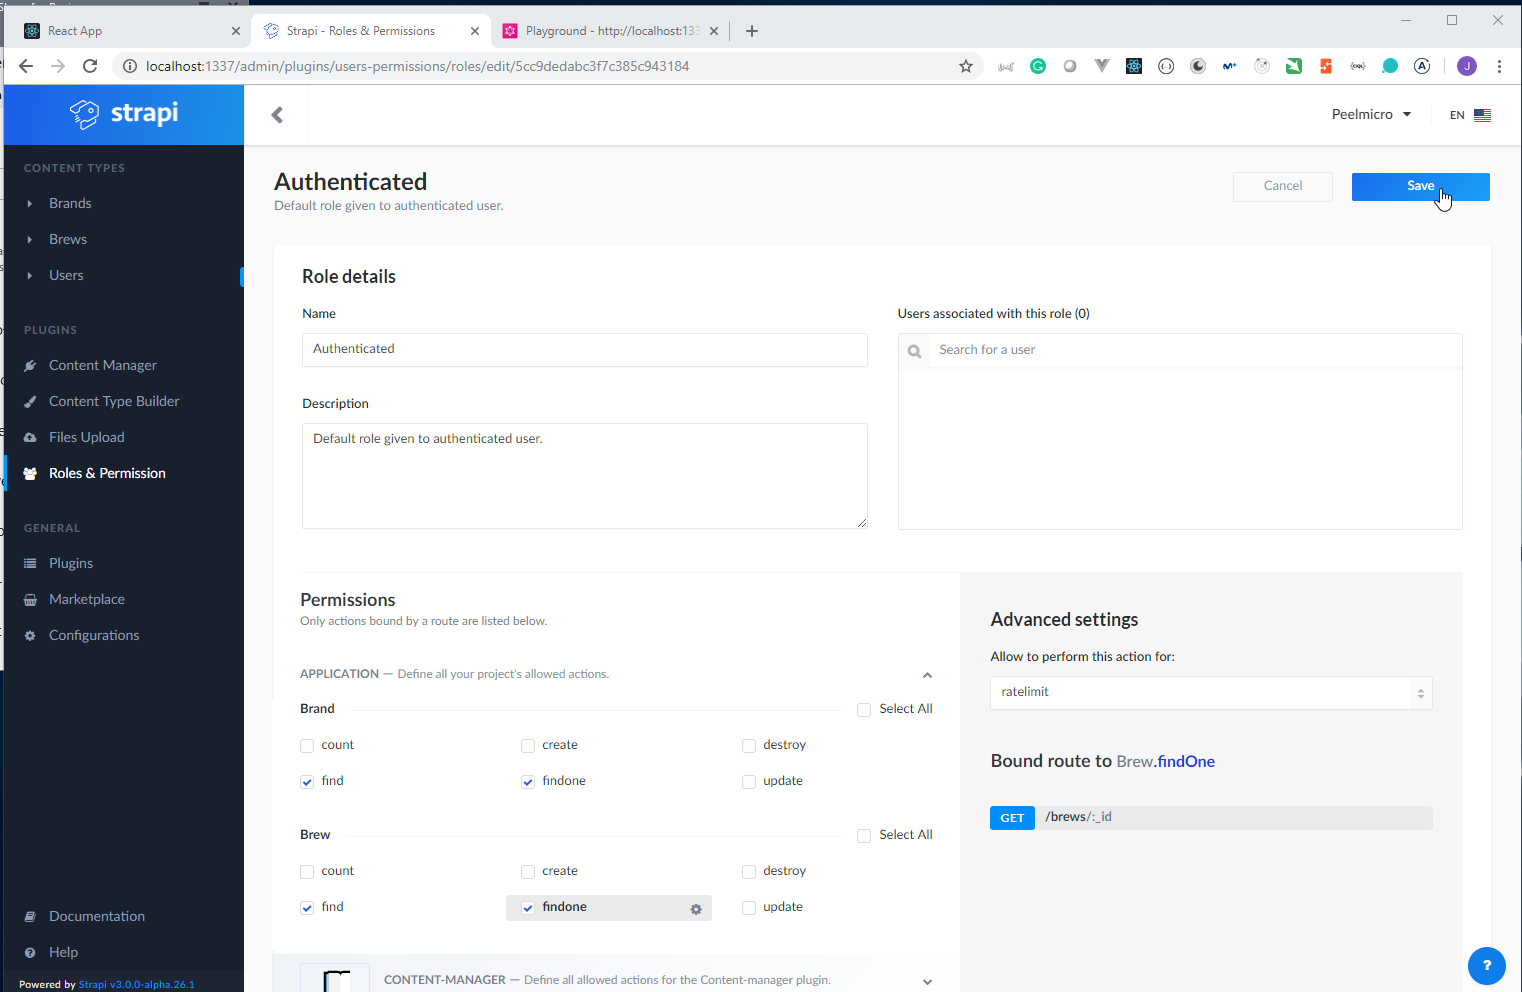 React App
Strapi - Roles & Permissions
Playground - http://localhost:133
localhost:1337/admin/plugins/users-permissions/roles/edit/5cc9dedabc3f7c385c943184
J
strapi
Peelmicro
EN
CONTENT TYPES
Brands
Brews
Users
PLUGINS
Content Manager
Content Type Builder
Files Upload
Roles & Permission
GENERAL
Plugins
Marketplace
Configurations
Documentation
Help
Powered by Strapi v3.0.0-alpha.26.1
Authenticated
Default role given to authenticated user.
Cancel
Save
Role details
Name
Authenticated
Description
Default role given to authenticated user.
Users associated with this role (0)
Search for a user
Permissions
Only actions bound by a route are listed below.
APPLICATION — Define all your project's allowed actions.
Brand
Select All
count
create
destroy
find
findone
update
Brew
Select All
count
create
destroy
find
findone
update
CONTENT-MANAGER — Define all allowed actions for the Content-manager plugin.
Advanced settings
Allow to perform this action for:
ratelimit
Bound route to Brew.findOne
GET /brews/:_id
?